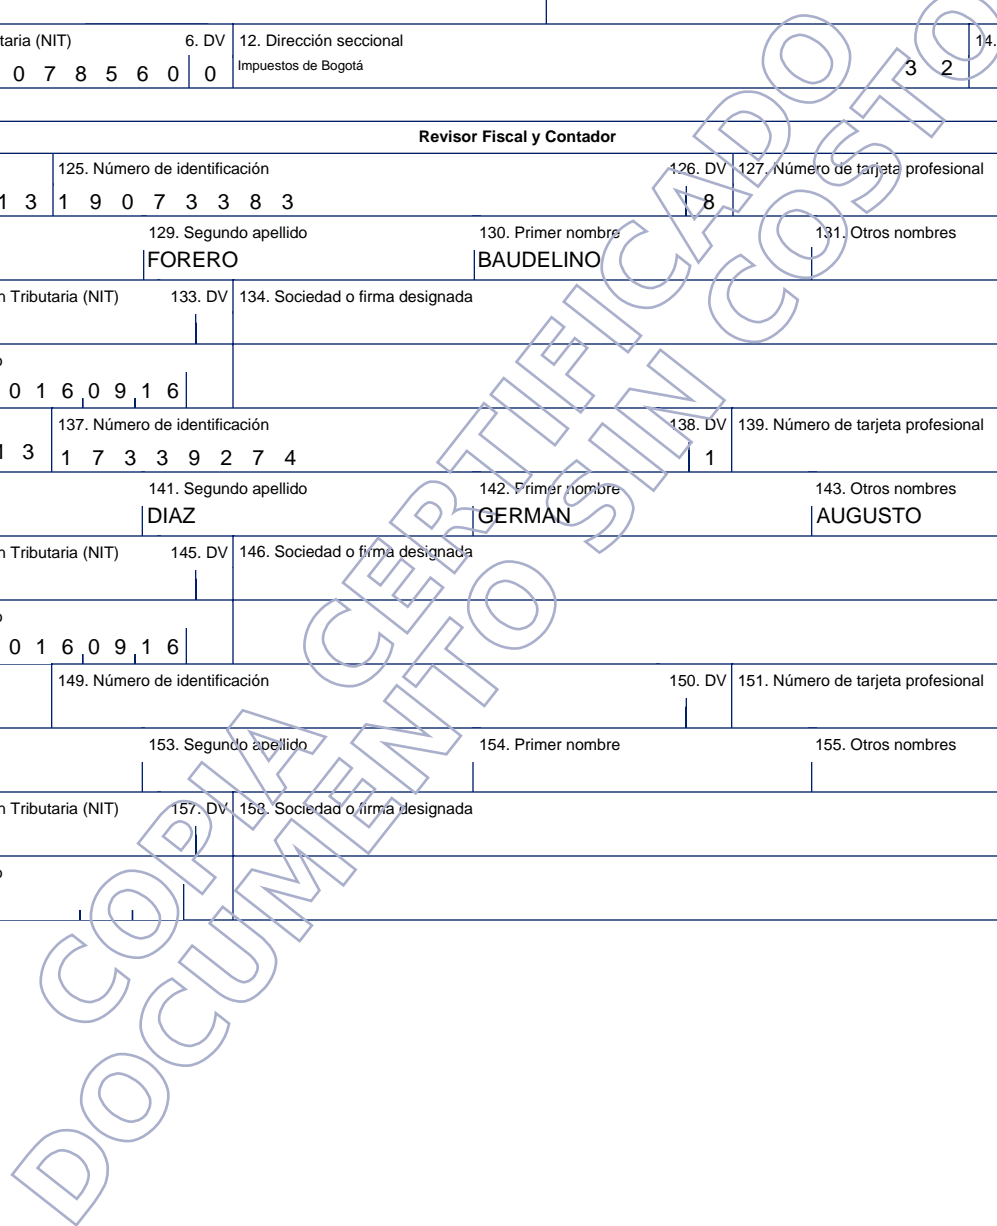 taria (NIT) 6. DV 12. Dirección seccional 14.
0 7 8 5 6 0 0 Impuestos de Bogotá 3 2
Revisor Fiscal y Contador
125. Número de identificación 126. DV 127. Número de tarjeta profesional
1 3 1 9 0 7 3 3 8 3 8
129. Segundo apellido 130. Primer nombre 131. Otros nombres
FORERO BAUDELINO
n Tributaria (NIT) 133. DV 134. Sociedad o firma designada
o
0 1 6 0 9 1 6
137. Número de identificación 138. DV 139. Número de tarjeta profesional
1 3 1 7 3 3 9 2 7 4 1
141. Segundo apellido 142. Primer nombre 143. Otros nombres
DIAZ GERMAN AUGUSTO
n Tributaria (NIT) 145. DV 146. Sociedad o firma designada
o
0 1 6 0 9 1 6
149. Número de identificación 150. DV 151. Número de tarjeta profesional
153. Segundo apellido 154. Primer nombre 155. Otros nombres
n Tributaria (NIT) 157. DV 158. Sociedad o firma designada
o
COPIA CERTIFICADO
DOCUMENTO SIN COSTO